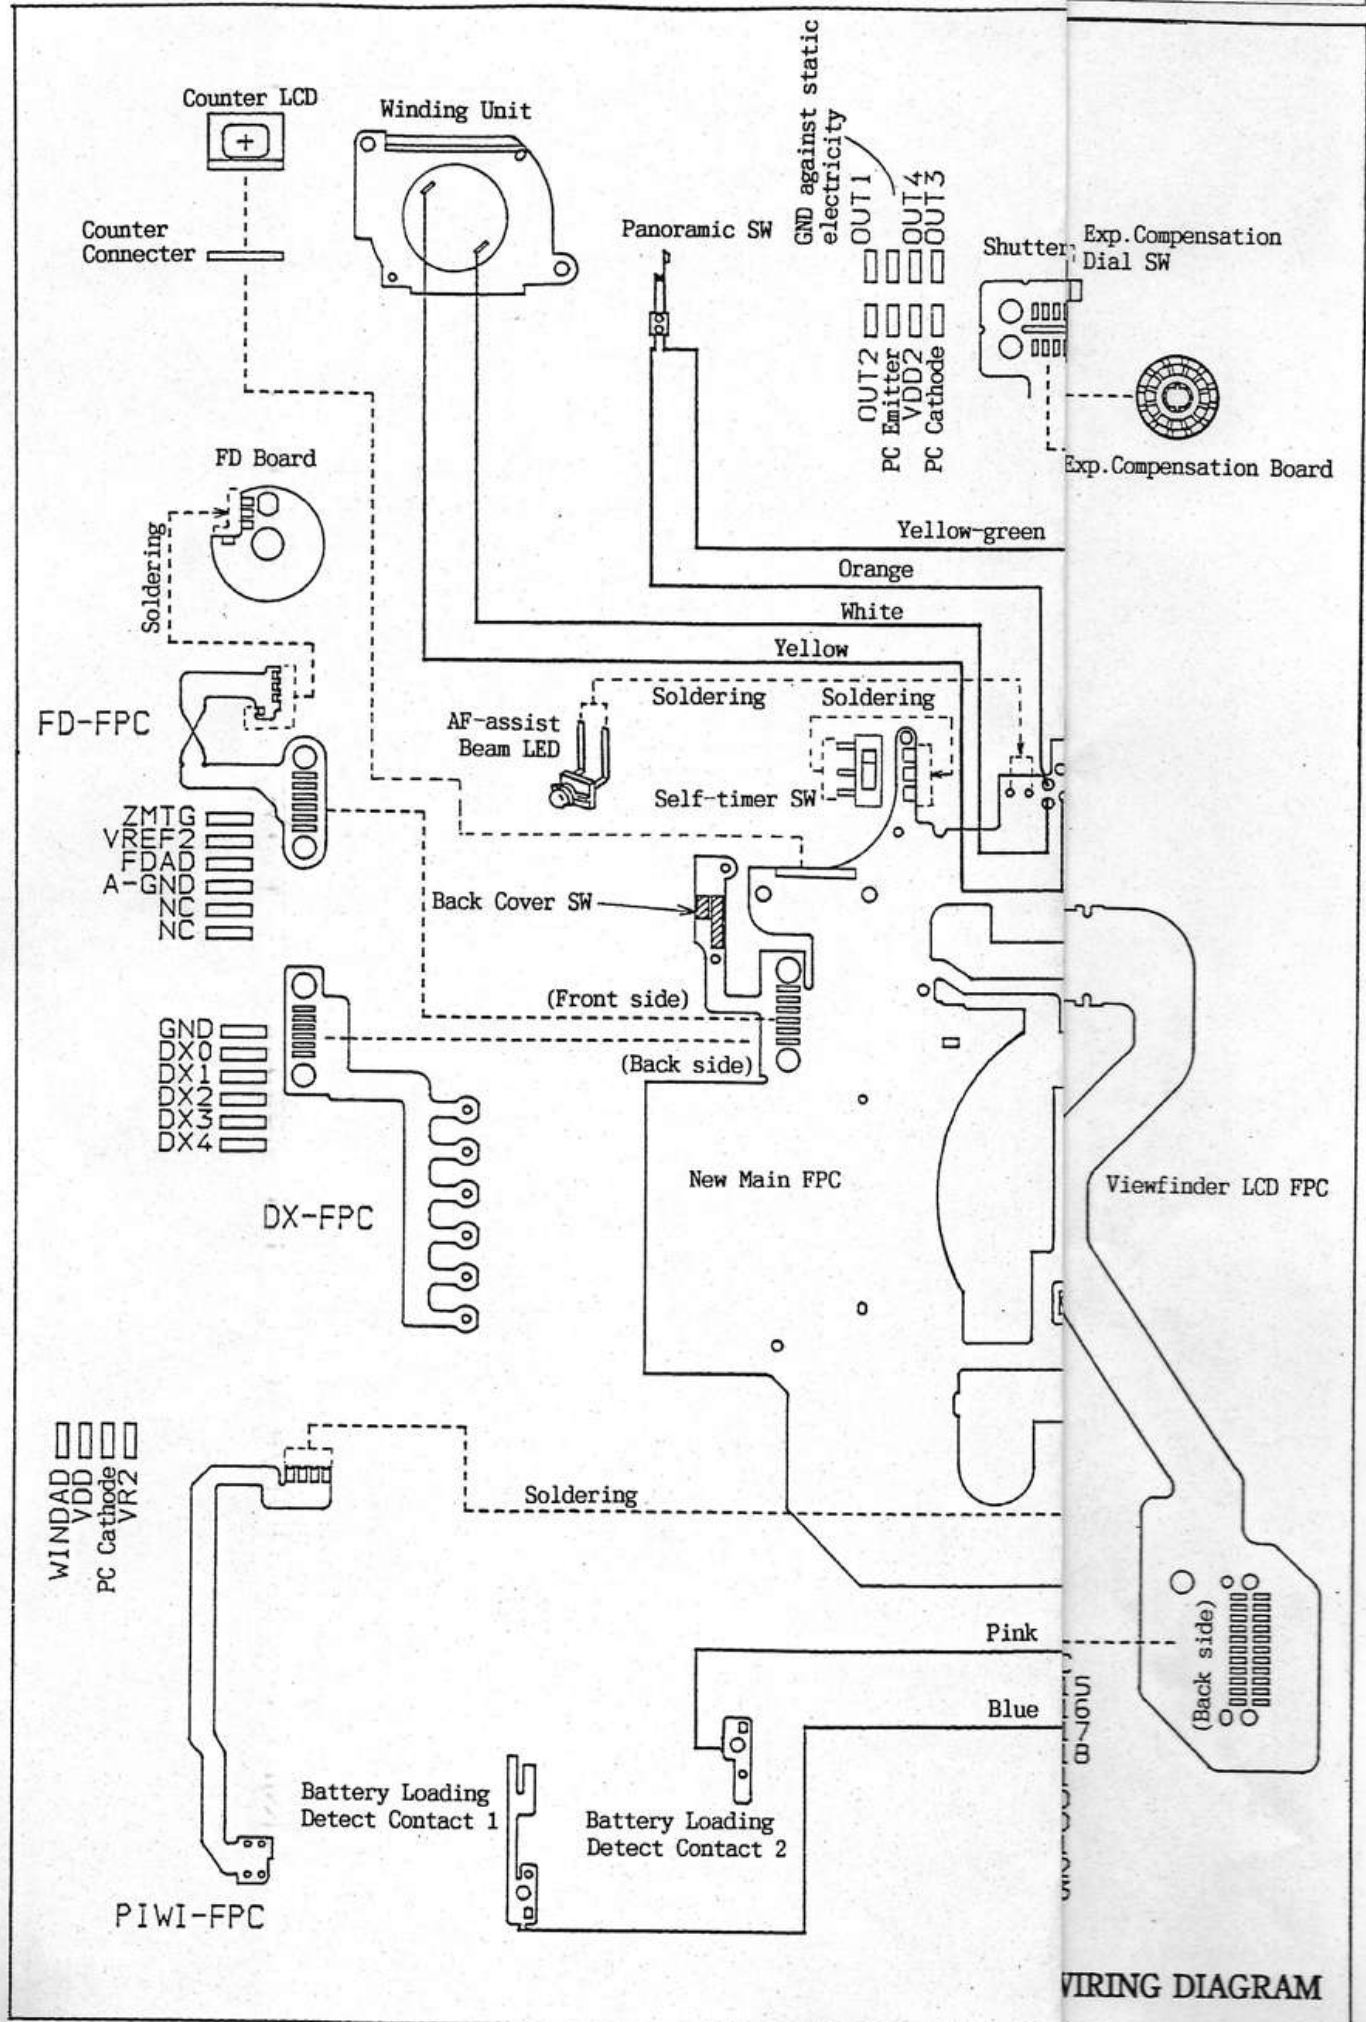 Counter LCD
Winding Unit
GND against static
electricity
OUT1
OUT4
OUT3
Counter
Connecter
Panoramic SW
Shutter
Exp.Compensation
Dial SW
OUT2
PC Emitter
VDD2
PC Cathode
FD Board
Exp.Compensation Board
Soldering
Yellow-green
Orange
White
Yellow
Soldering
Soldering
FD-FPC
AF-assist
Beam LED
Self-timer SW
ZMTG
VREF2
FDAD
A-GND
NC
NC
Back Cover SW
(Front side)
(Back side)
GND
DX0
DX1
DX2
DX3
DX4
DX-FPC
New Main FPC
Viewfinder LCD FPC
WINDAD
VDD
PC Cathode
VR2
Soldering
Pink
Blue
(Back side)
15
16
17
18
Battery Loading
Detect Contact 1
Battery Loading
Detect Contact 2
PIWI-FPC
WIRING DIAGRAM